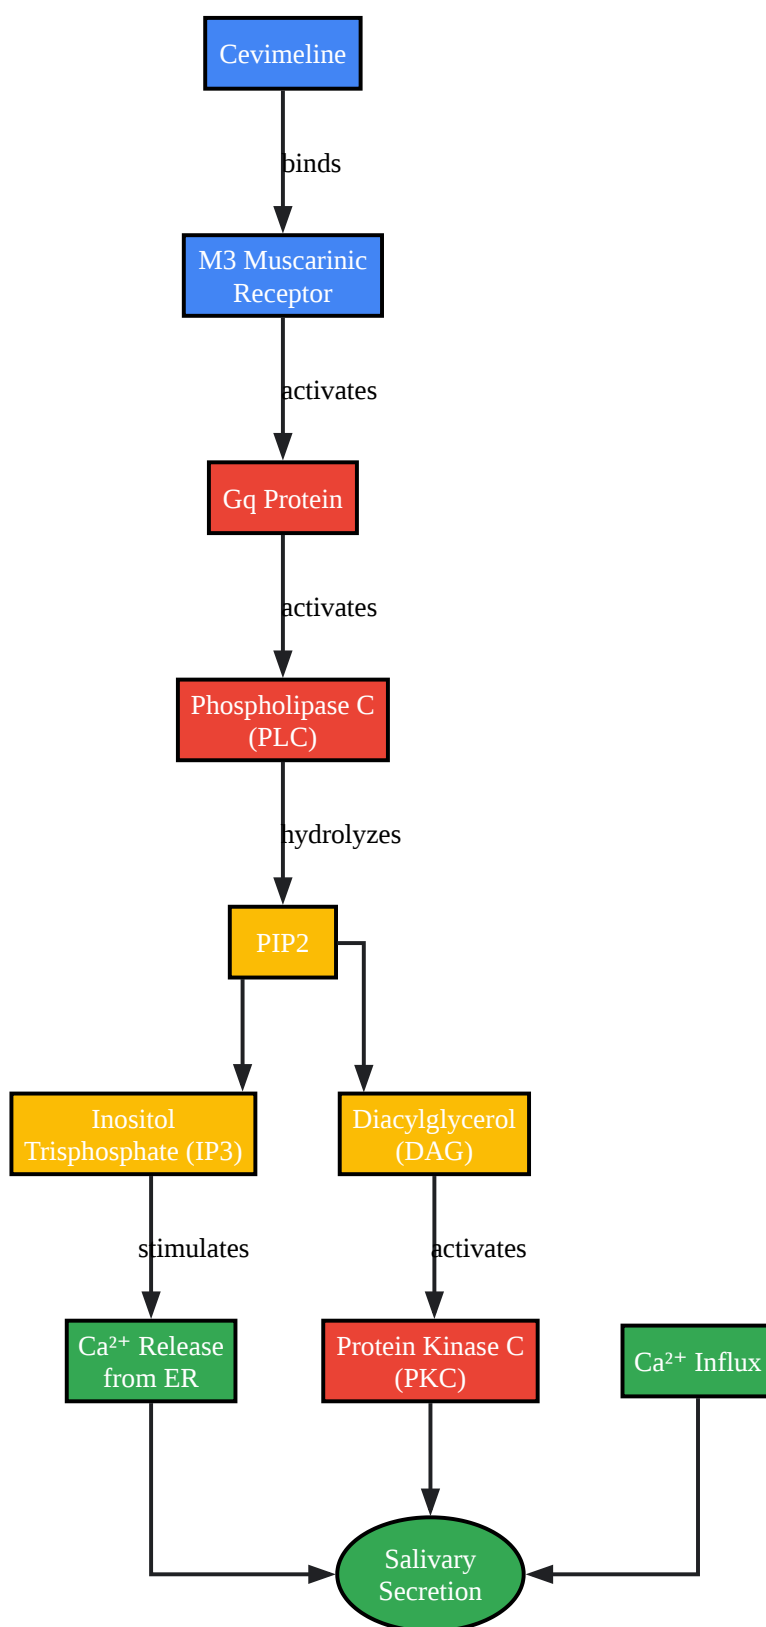 Cevimeline
binds
M3 Muscarinic
Receptor
activates
Gq Protein
activates
Phospholipase C
(PLC)
hydrolyzes
PIP2
Inositol
Trisphosphate (IP3)
Diacylglycerol
(DAG)
stimulates
activates
Ca²⁺ Release
from ER
Protein Kinase C
(PKC)
Ca²⁺ Influx
Salivary
Secretion